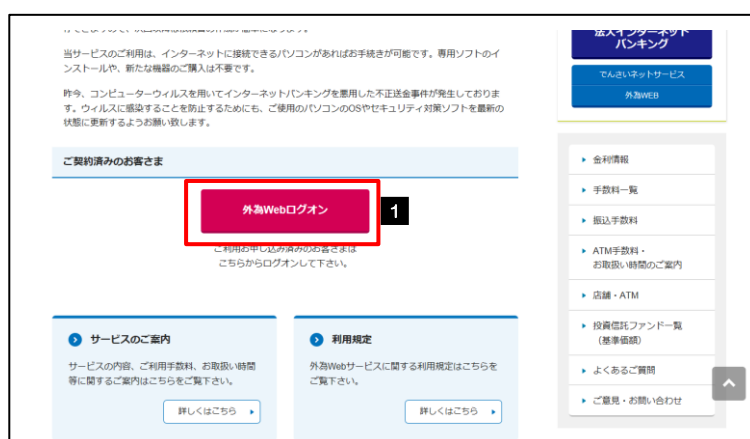 当サービスのご利用は、インターネットに接続できるパソコンがあればお手続きが可能です。専用ソフトのイ
ンストールや、新たな機器のご購入は不要です。
昨今、コンピューターウィルスを用いてインターネットバンキングを悪用した不正送金事件が発生しておりま
す。ウィルスに感染することを防止するためにも、ご使用のパソコンのOSやセキュリティ対策ソフトを最新の
状態に更新するようお願い致します。
ご契約済みのお客さま
外為Webログオン
1
ご利用お申し込み済みのお客さまは
こちらからログオンして下さい。
サービスのご案内
サービスの内容、ご利用手数料、お取扱い時間
等に関するご案内はこちらをご覧下さい。
詳しくはこちら
利用規定
外為Webサービスに関する利用規定はこちらを
ご覧下さい。
詳しくはこちら
法人インターネット
バンキング
でんさいネットサービス
外為WEB
金利情報
手数料一覧
振込手数料
ATM手数料・
お取扱い時間のご案内
店舗・ATM
投資信託ファンド一覧
（基準価額）
よくあるご質問
ご意見・お問い合わせ